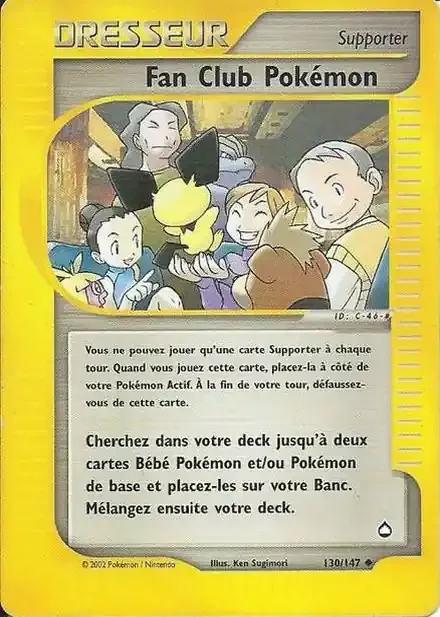 DRESSEUR
Supporter
Fan Club Pokémon
ID: C-46-#
Vous ne pouvez jouer qu'une carte Supporter à chaque
tour. Quand vous jouez cette carte, placez-la à côté de
votre Pokémon Actif. À la fin de votre tour, défaussez-
vous de cette carte.
Cherchez dans votre deck jusqu'à deux
cartes Bébé Pokémon et/ou Pokémon
de base et placez-les sur votre Banc.
Mélangez ensuite votre deck.
© 2002 Pokémon / Nintendo
Illus. Ken Sugimori
130/147